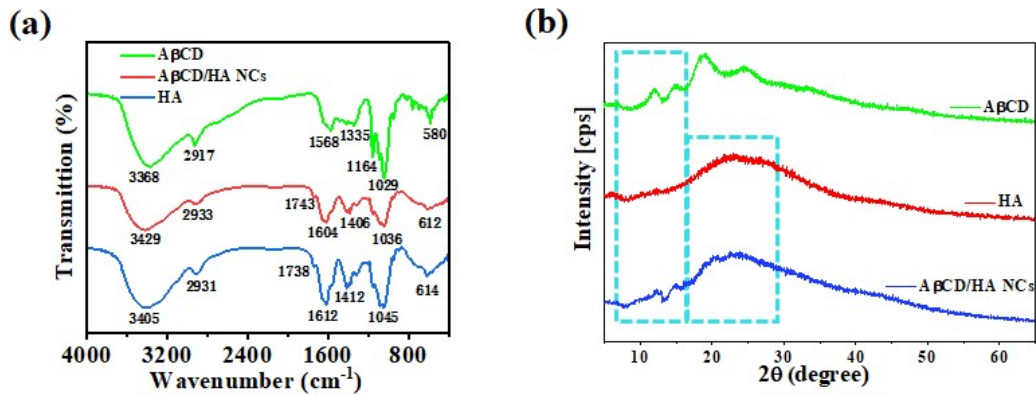 (a)
AβCD
AβCD/HA NCs
HA
3368
2917
1568
1335
1164
1029
580
3429
2933
1743
1604
1406
1036
612
3405
2931
1738
1612
1412
1045
614
Transmittion (%)
4000 3200 2400 1600 800
Wavenumber (cm⁻¹)
(b)
AβCD
HA
AβCD/HA NCs
Intensity [cps]
10 20 30 40 50 60
2θ (degree)